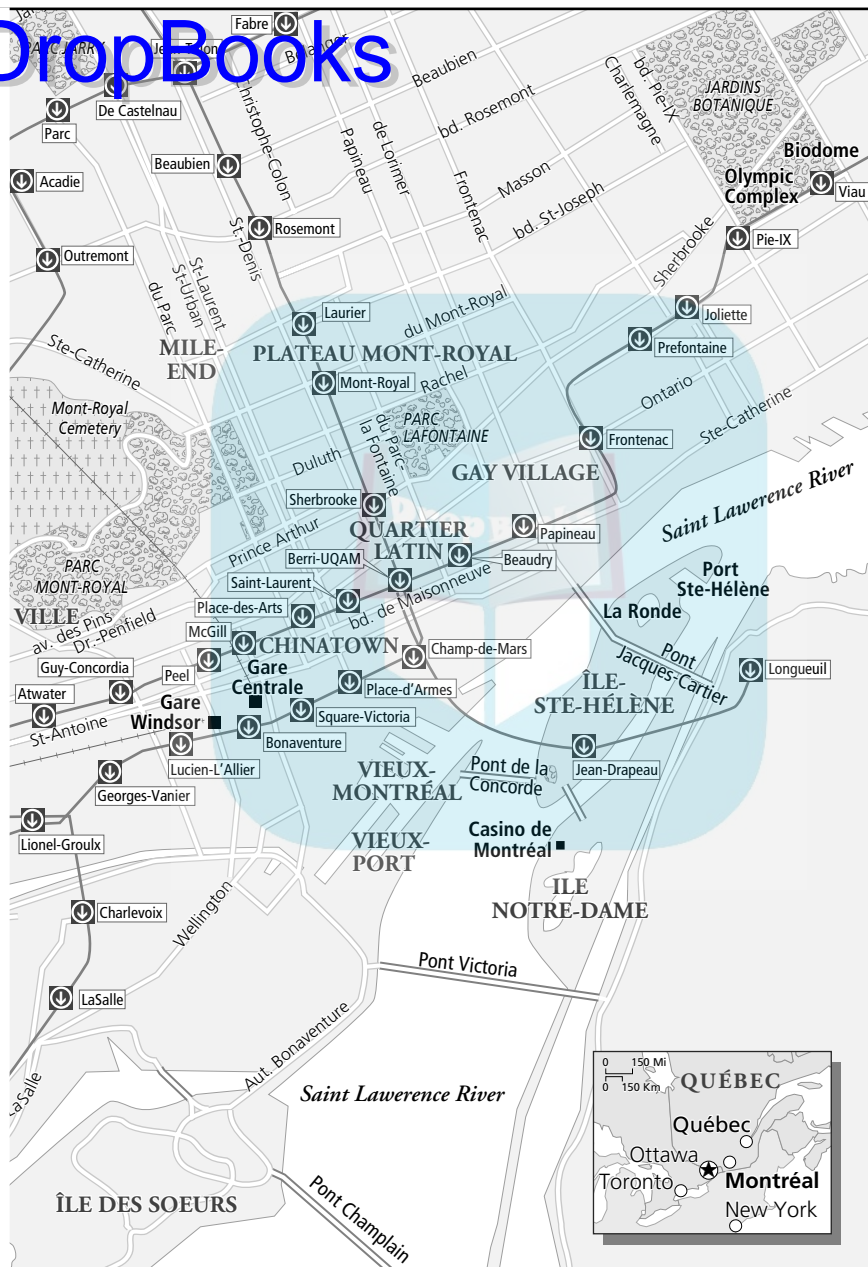 DropBooks
Fabre
PARC JARRY
Jean-Talon
Bélanger
Beaubien
De Castelnau
Parc
bd. Rosemont
Christophe-Colon
Papineau
de Lorimer
Frontenac
Charlemagne
bd. Pie-IX
JARDINS
BOTANIQUE
Biodome
Olympic
Complex
Viau
Acadie
Beaubien
Masson
bd. St-Joseph
Rosemont
St-Denis
Sherbrooke
Pie-IX
Outremont
St-Laurent
St-Urban
du Parc
Laurier
du Mont-Royal
Joliette
Prefontaine
Ste-Catherine
MILE-
END
PLATEAU MONT-ROYAL
Mont-Royal
Rachel
Ontario
Ste-Catherine
Mont-Royal
Cemetery
PARC
LAFONTAINE
du Parc-
la Fontaine
Frontenac
Duluth
GAY VILLAGE
Saint Lawerence River
Sherbrooke
Prince Arthur
QUARTIER
LATIN
Papineau
Beaudry
Berri-UQAM
Saint-Laurent
bd. de Maisonneuve
PARC
MONT-ROYAL
Port
Ste-Hélène
La Ronde
VILLE
av. des Pins
Dr.-Penfield
Place-des-Arts
McGill
CHINATOWN
Champ-de-Mars
Pont
Jacques-Cartier
Longueuil
Guy-Concordia
Peel
Gare
Centrale
Place-d'Armes
ÎLE-
STE-HÉLÈNE
Atwater
Gare
Windsor
Square-Victoria
St-Antoine
Bonaventure
Lucien-L'Allier
Jean-Drapeau
Georges-Vanier
VIEUX-
MONTRÉAL
Pont de la
Concorde
Lionel-Groulx
VIEUX-
PORT
Casino de
Montréal
ILE
NOTRE-DAME
Charlevoix
Wellington
Pont Victoria
LaSalle
Aut. Bonaventure
LaSalle
Saint Lawerence River
ÎLE DES SOEURS
Pont Champlain
0 150 Mi
0 150 Km
QUÉBEC
Québec
Ottawa
Toronto
Montréal
New York